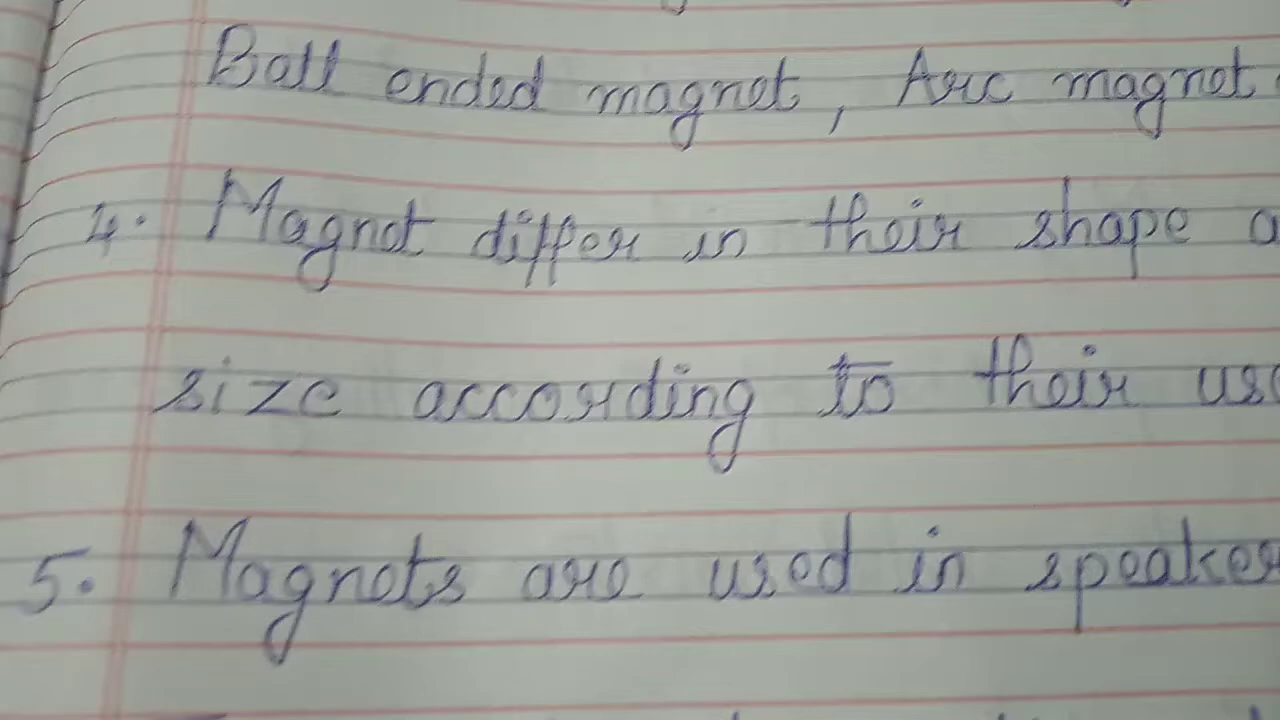 Ball ended magnet, Arc magnet.
4. Magnet differ in their shape a
size according to their use
5. Magnets are used in speaker